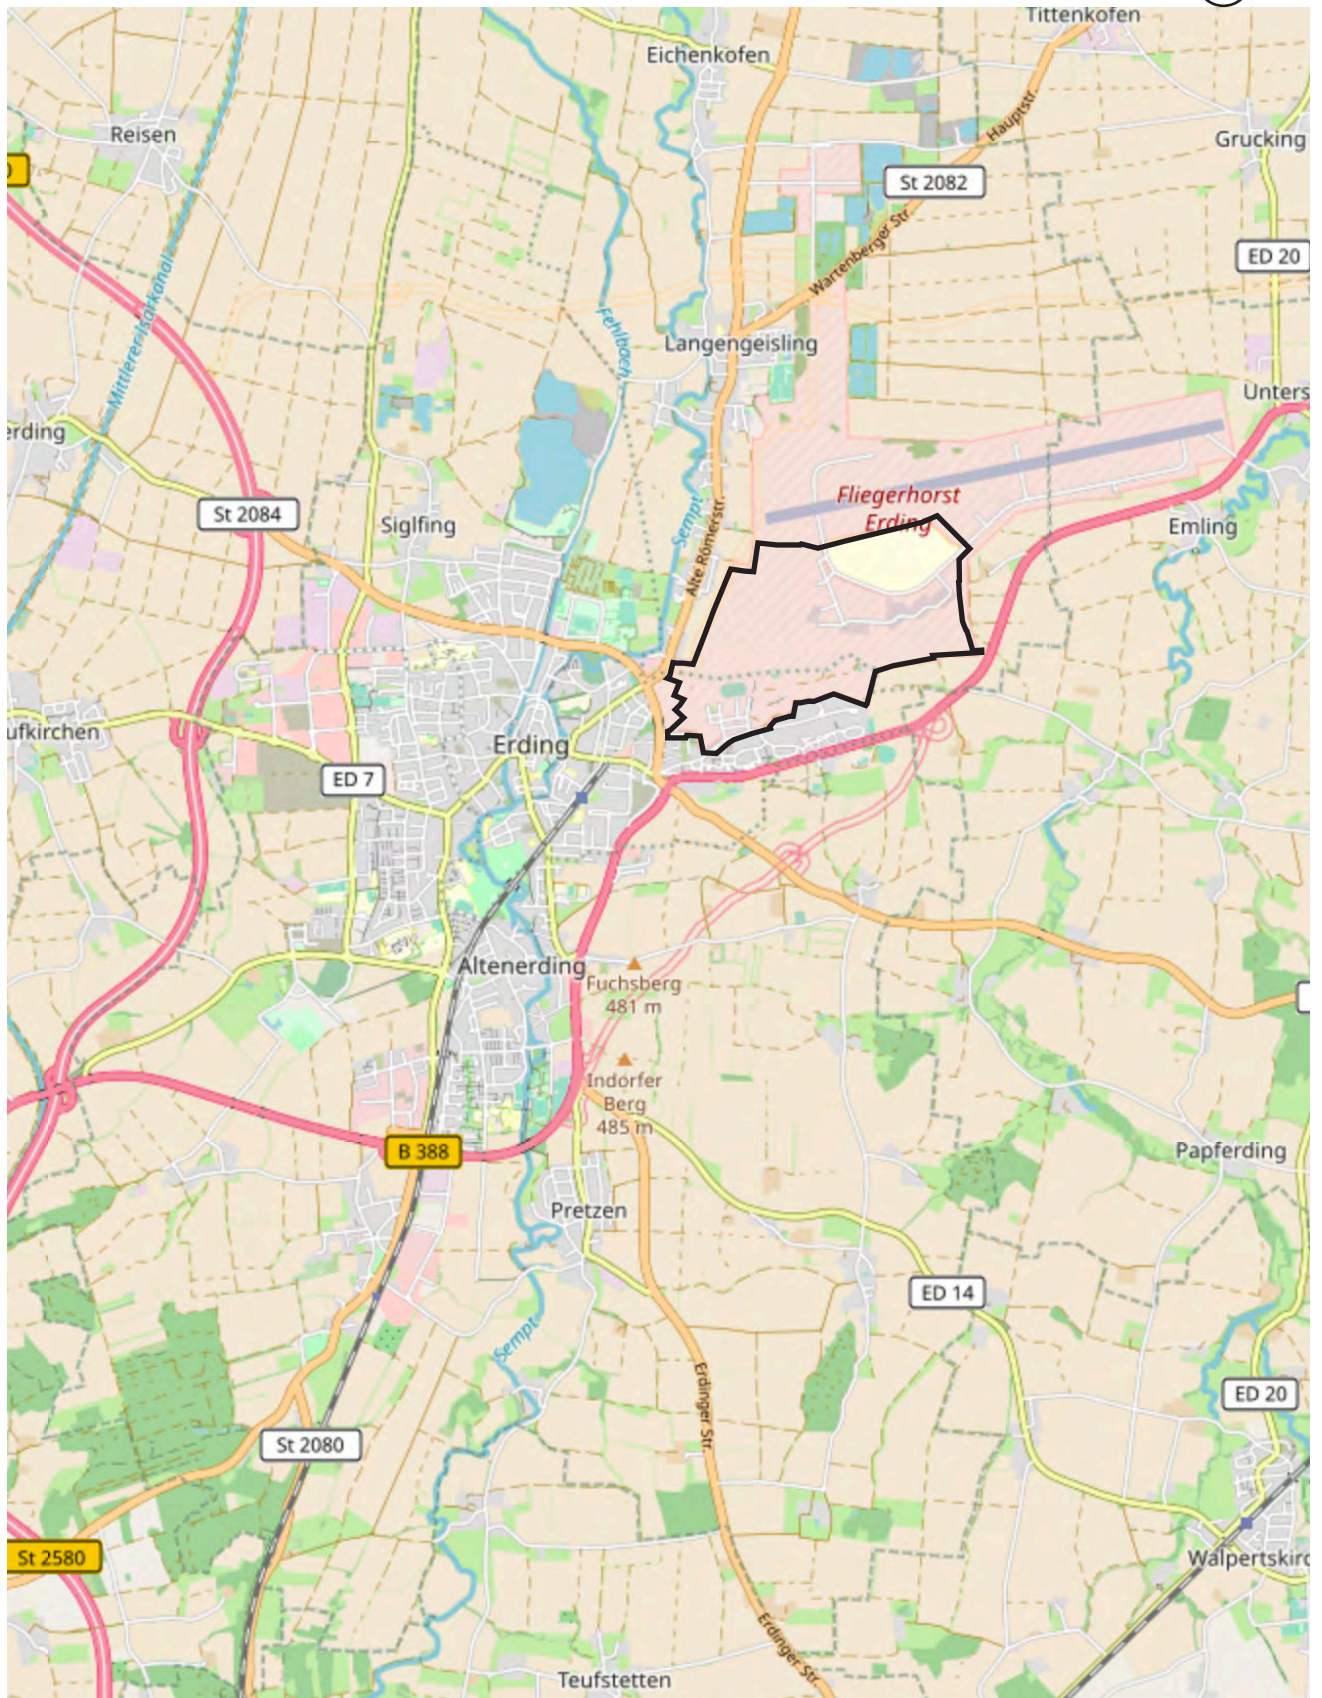 Tittenkofen
Eichenkofen
Reisen
Hauptstr.
Grucking
St 2082
Wartenberger Str.
ED 20
Mittlerer Isarkanal
Fehlbach
Langengeisling
Unters
erding
Fliegerhorst
Erding
St 2084
Siglfing
Sempt
Alte Römerstr.
Emling
ufkirchen
Erding
ED 7
Altenerding
Fuchsberg
481 m
Indorfer
Berg
485 m
B 388
Papferding
Pretzen
ED 14
Sempt
Erdinger Str.
ED 20
St 2080
St 2580
Walpertskirc
Erdinger Str.
Teufstetten